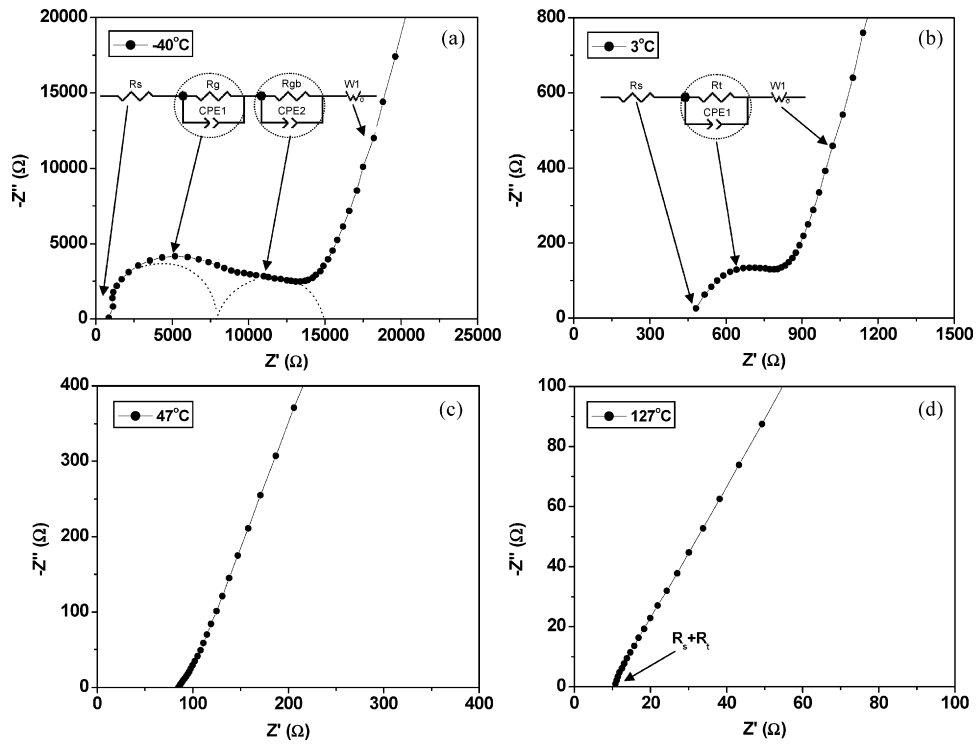 20000
15000
10000
5000
0
-Z'' (Ω)
-40°C
(a)
Rs
Rg
CPE1
Rgb
CPE2
W1
0 5000 10000 15000 20000 25000
Z' (Ω)
800
600
400
200
0
-Z'' (Ω)
3°C
(b)
Rs
Rt
CPE1
W1
0 300 600 900 1200 1500
Z' (Ω)
400
300
200
100
0
-Z'' (Ω)
47°C
(c)
0 100 200 300 400
Z' (Ω)
100
80
60
40
20
0
-Z'' (Ω)
127°C
(d)
Rs+Rt
0 20 40 60 80 100
Z' (Ω)